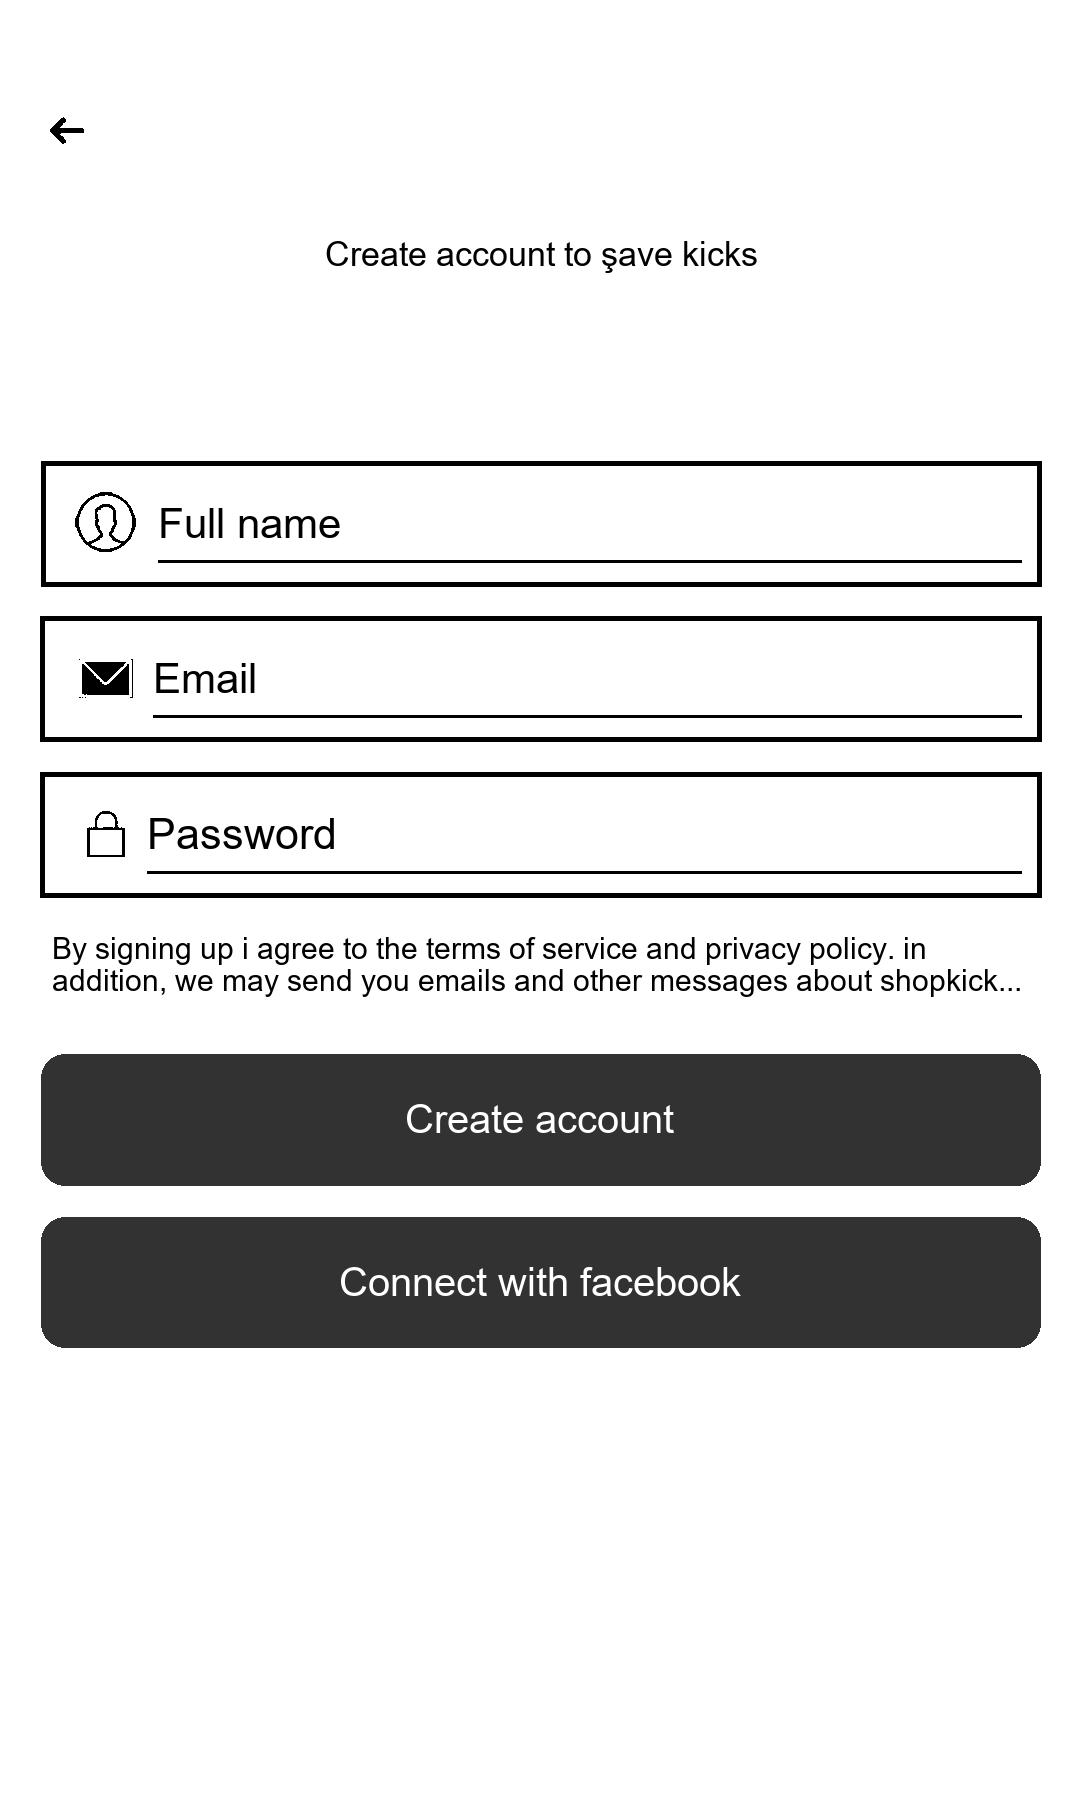 Create account to şave kicks
Full name
Email
Password
By signing up i agree to the terms of service and privacy policy. in
addition, we may send you emails and other messages about shopkick...
Create account
Connect with facebook